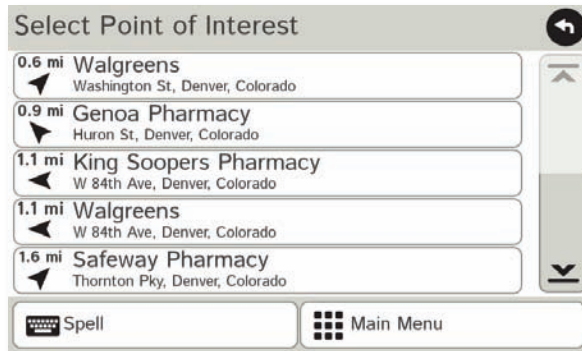 Select Point of Interest
0.6 mi Walgreens
Washington St, Denver, Colorado
0.9 mi Genoa Pharmacy
Huron St, Denver, Colorado
1.1 mi King Soopers Pharmacy
W 84th Ave, Denver, Colorado
1.1 mi Walgreens
W 84th Ave, Denver, Colorado
1.6 mi Safeway Pharmacy
Thornton Pky, Denver, Colorado
Spell Main Menu